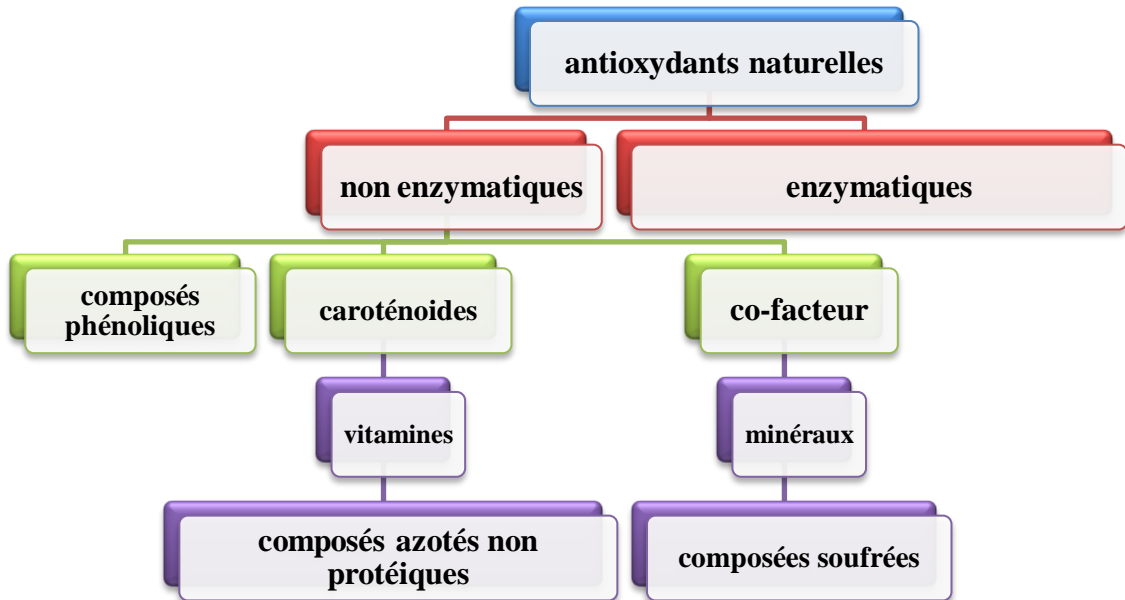 antioxydants naturelles
non enzymatiques
enzymatiques
composés
phénoliques
caroténoides
co-facteur
vitamines
minéraux
composés azotés non
protéiques
composées soufrées